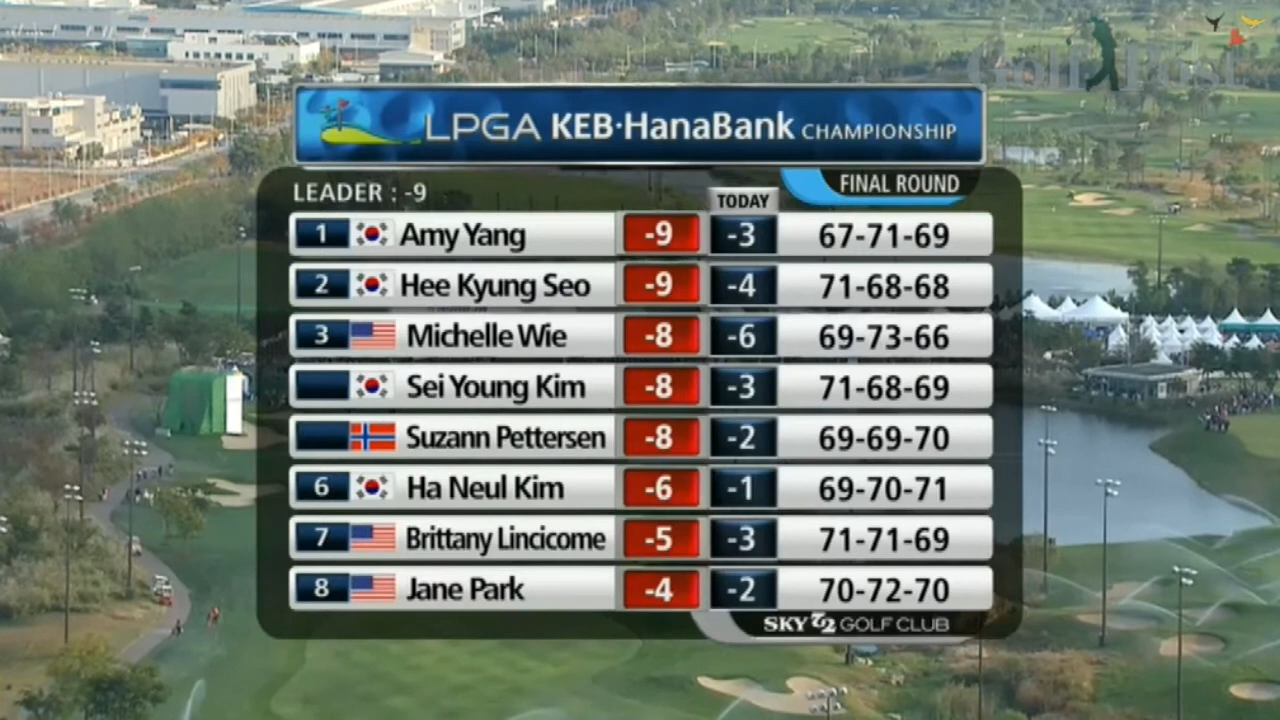 Golf Post
LPGA KEB·HanaBank CHAMPIONSHIP
LEADER : -9
TODAY
FINAL ROUND
1 Amy Yang -9 -3 67-71-69
2 Hee Kyung Seo -9 -4 71-68-68
3 Michelle Wie -8 -6 69-73-66
Sei Young Kim -8 -3 71-68-69
Suzann Pettersen -8 -2 69-69-70
6 Ha Neul Kim -6 -1 69-70-71
7 Brittany Lincicome -5 -3 71-71-69
8 Jane Park -4 -2 70-72-70
SKY72 GOLF CLUB